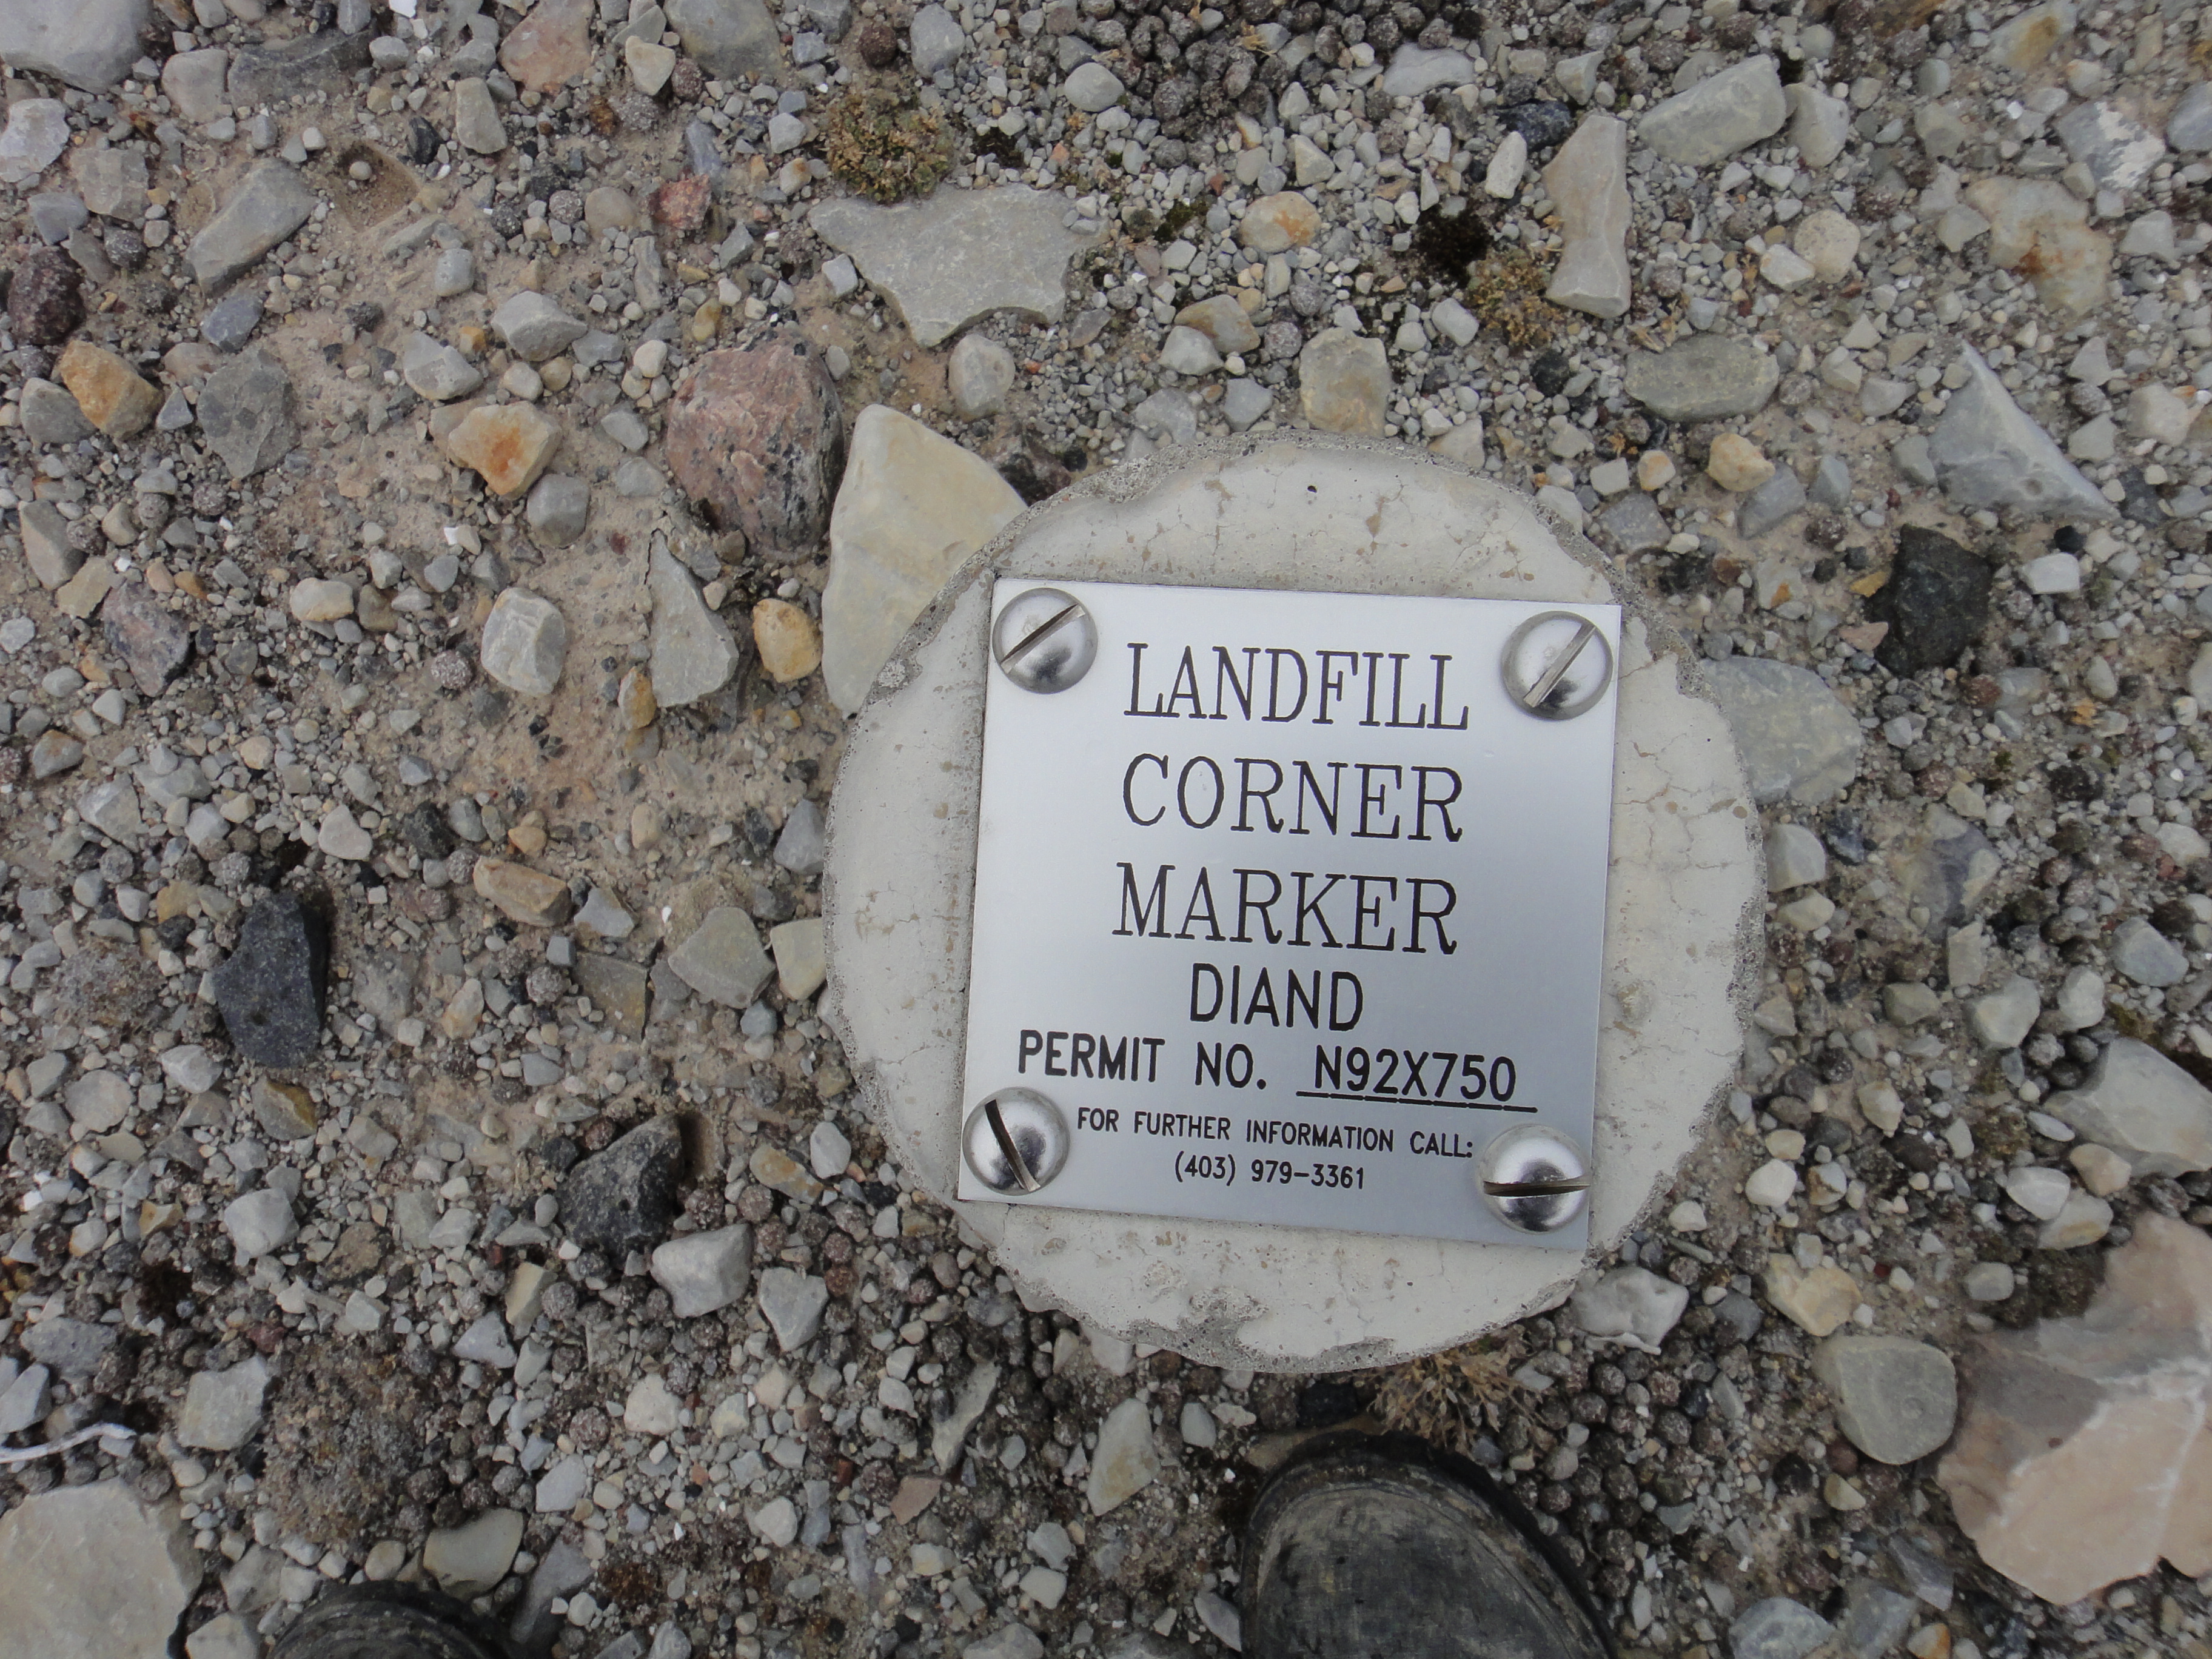 LANDFILL
CORNER
MARKER
DIAND
PERMIT NO. N92X750
FOR FURTHER INFORMATION CALL:
(403) 979-3361